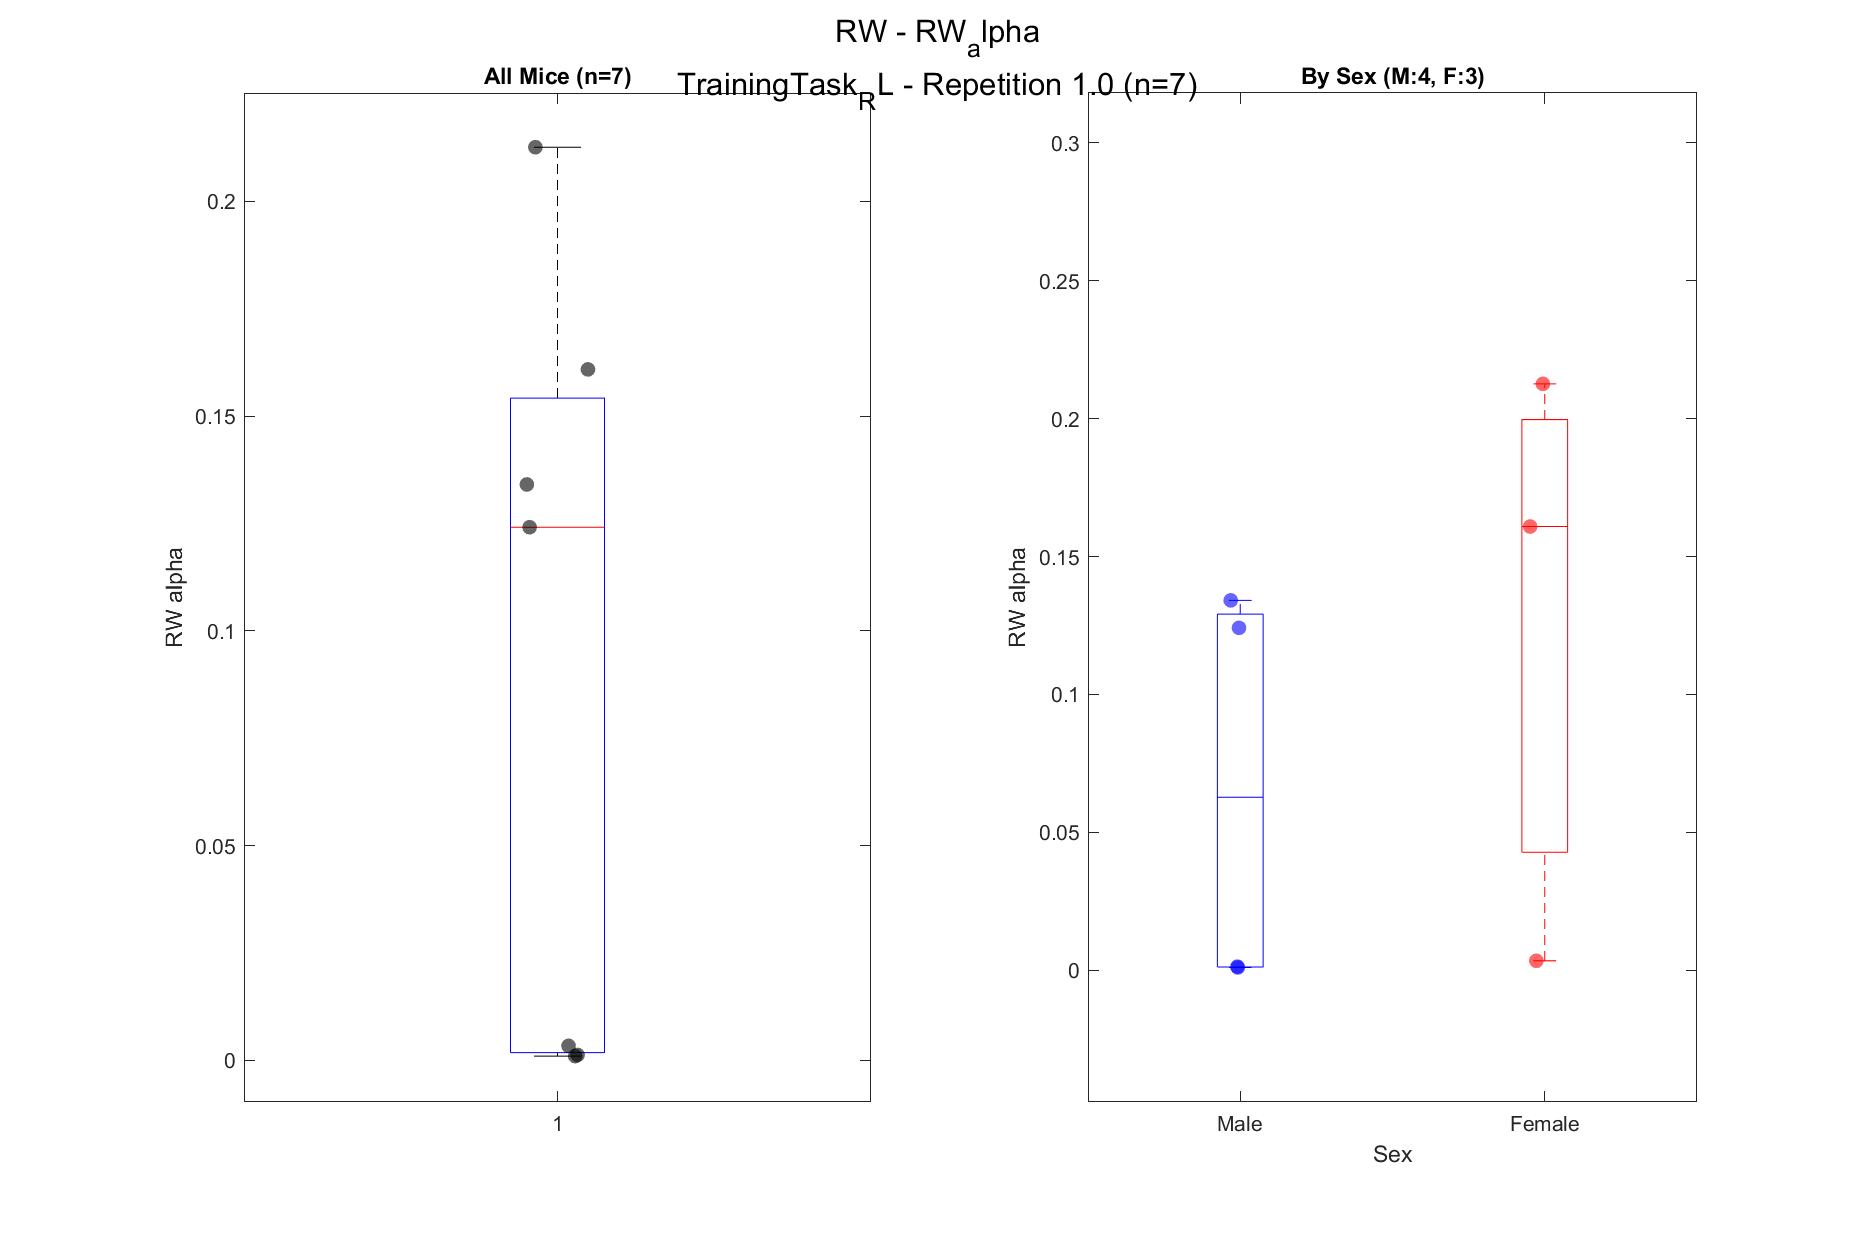 RW - RW_alpha
TrainingTask_RL - Repetition 1.0 (n=7)
All Mice (n=7)
0.2
0.15
0.1
0.05
0
RW alpha
1
By Sex (M:4, F:3)
0.3
0.25
0.2
0.15
0.1
0.05
0
RW alpha
Male
Female
Sex